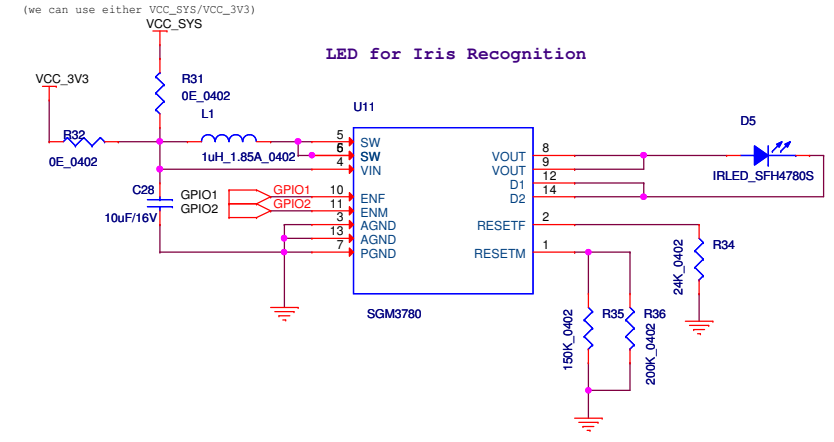 (we can use either VCC_SYS/VCC_3V3)
VCC_SYS
LED for Iris Recognition
VCC_3V3
R31
0E_0402
L1
U11
D5
R32
0E_0402
1uH_1.85A_0402
5 SW
6 SW
4 VIN
VOUT 8
VOUT 9
D1 12
D2 14
IRLED_SFH4780S
C28
10uF/16V
GPIO1 GPIO1 10 ENF
GPIO2 GPIO2 11 ENM
3 AGND
13 AGND
7 PGND
RESETF 2
RESETM 1
R34
24K_0402
SGM3780
R35
150K_0402
R36
200K_0402